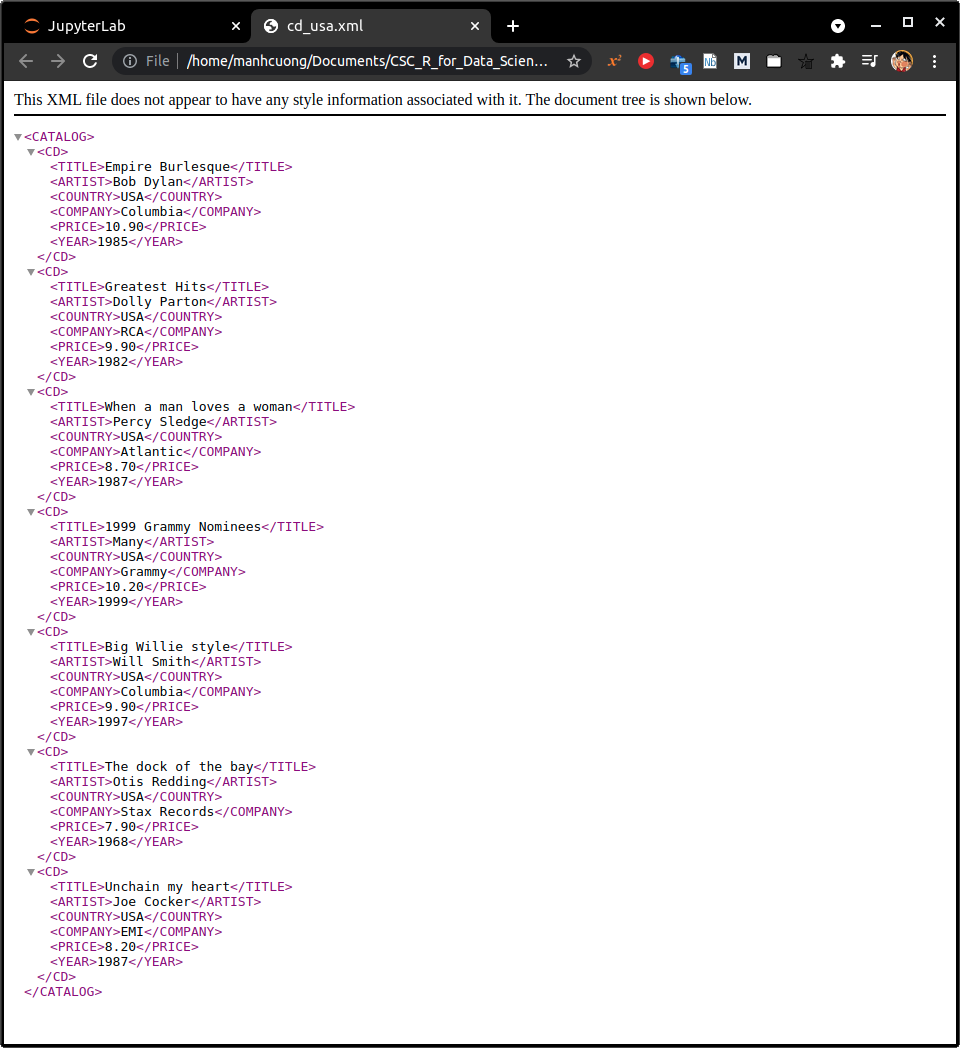 JupyterLab
cd_usa.xml
File /home/manhcuong/Documents/CSC_R_for_Data_Scien...
x²
5
Nb
M
This XML file does not appear to have any style information associated with it. The document tree is shown below.
<CATALOG>
<CD>
<TITLE>Empire Burlesque</TITLE>
<ARTIST>Bob Dylan</ARTIST>
<COUNTRY>USA</COUNTRY>
<COMPANY>Columbia</COMPANY>
<PRICE>10.90</PRICE>
<YEAR>1985</YEAR>
</CD>
<CD>
<TITLE>Greatest Hits</TITLE>
<ARTIST>Dolly Parton</ARTIST>
<COUNTRY>USA</COUNTRY>
<COMPANY>RCA</COMPANY>
<PRICE>9.90</PRICE>
<YEAR>1982</YEAR>
</CD>
<CD>
<TITLE>When a man loves a woman</TITLE>
<ARTIST>Percy Sledge</ARTIST>
<COUNTRY>USA</COUNTRY>
<COMPANY>Atlantic</COMPANY>
<PRICE>8.70</PRICE>
<YEAR>1987</YEAR>
</CD>
<CD>
<TITLE>1999 Grammy Nominees</TITLE>
<ARTIST>Many</ARTIST>
<COUNTRY>USA</COUNTRY>
<COMPANY>Grammy</COMPANY>
<PRICE>10.20</PRICE>
<YEAR>1999</YEAR>
</CD>
<CD>
<TITLE>Big Willie style</TITLE>
<ARTIST>Will Smith</ARTIST>
<COUNTRY>USA</COUNTRY>
<COMPANY>Columbia</COMPANY>
<PRICE>9.90</PRICE>
<YEAR>1997</YEAR>
</CD>
<CD>
<TITLE>The dock of the bay</TITLE>
<ARTIST>Otis Redding</ARTIST>
<COUNTRY>USA</COUNTRY>
<COMPANY>Stax Records</COMPANY>
<PRICE>7.90</PRICE>
<YEAR>1968</YEAR>
</CD>
<CD>
<TITLE>Unchain my heart</TITLE>
<ARTIST>Joe Cocker</ARTIST>
<COUNTRY>USA</COUNTRY>
<COMPANY>EMI</COMPANY>
<PRICE>8.20</PRICE>
<YEAR>1987</YEAR>
</CD>
</CATALOG>